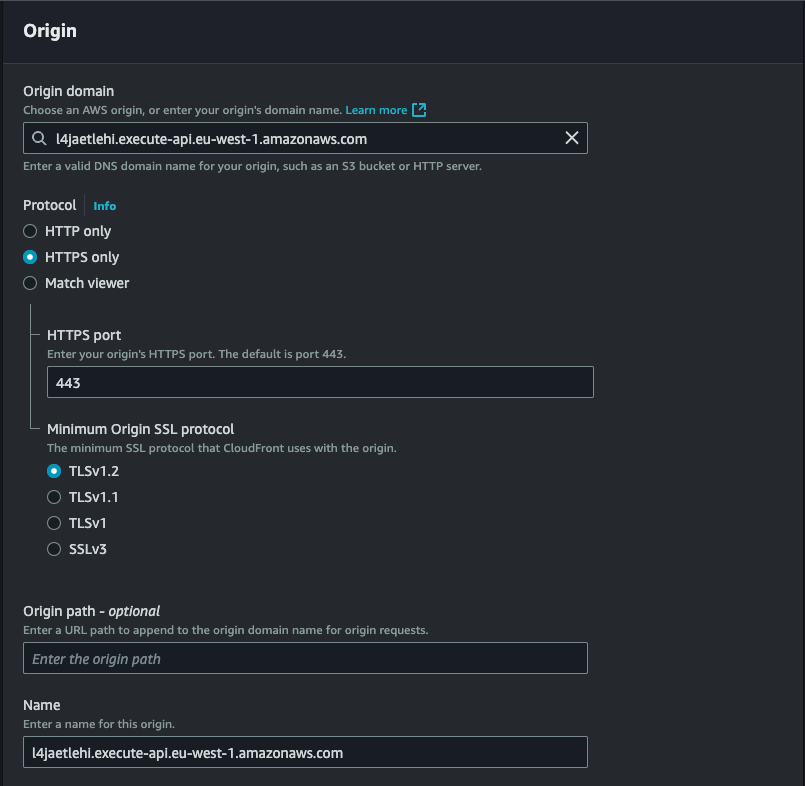 Origin
Origin domain
Choose an AWS origin, or enter your origin's domain name. Learn more
l4jaetlehi.execute-api.eu-west-1.amazonaws.com
Enter a valid DNS domain name for your origin, such as an S3 bucket or HTTP server.
Protocol Info
HTTP only
HTTPS only
Match viewer
HTTPS port
Enter your origin's HTTPS port. The default is port 443.
443
Minimum Origin SSL protocol
The minimum SSL protocol that CloudFront uses with the origin.
TLSv1.2
TLSv1.1
TLSv1
SSLv3
Origin path - optional
Enter a URL path to append to the origin domain name for origin requests.
Enter the origin path
Name
Enter a name for this origin.
l4jaetlehi.execute-api.eu-west-1.amazonaws.com